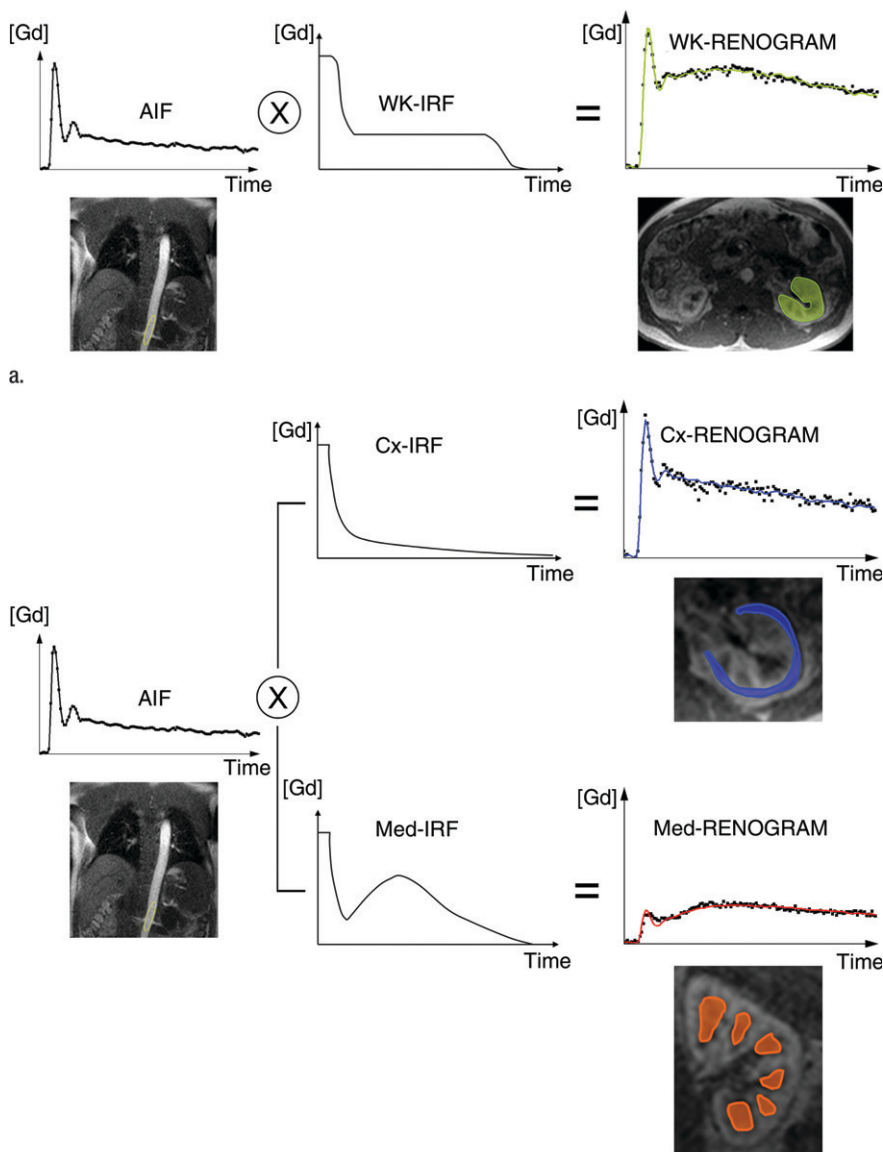 [Gd]
AIF
Time
X
[Gd]
WK-IRF
Time
=
[Gd]
WK-RENOGRAM
Time
a.
[Gd]
Cx-IRF
Time
=
[Gd]
Cx-RENOGRAM
Time
[Gd]
AIF
Time
X
[Gd]
Med-IRF
Time
=
[Gd]
Med-RENOGRAM
Time